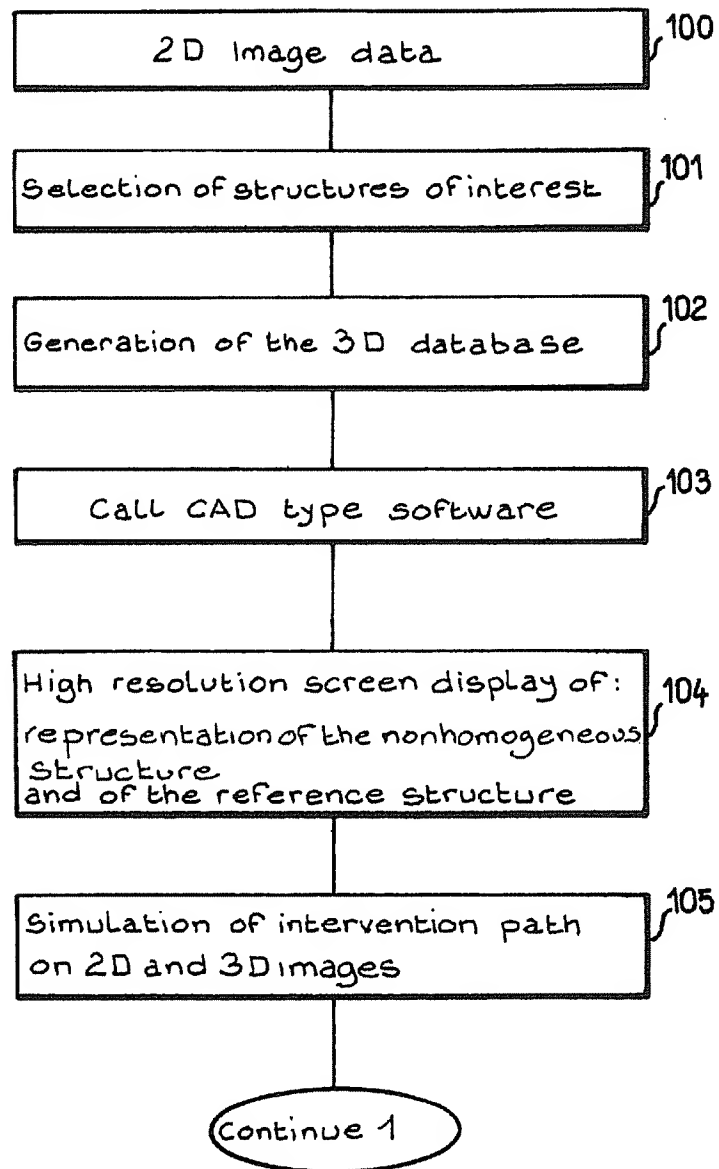 100
2D Image data
101
Selection of structures of interest
102
Generation of the 3D database
103
Call CAD type software
104
High resolution screen display of:
representation of the nonhomogeneous
structure
and of the reference structure
105
Simulation of intervention path
on 2D and 3D images
Continue 1